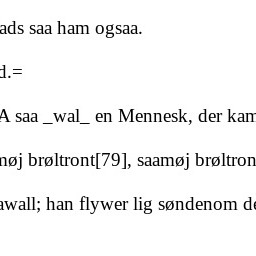 ads saa ham ogsaa.
d.=
A saa _wal_ en Mennesk, der kam
møj brøltront[79], saamøj brøltron
awall; han flywer lig søndenom de